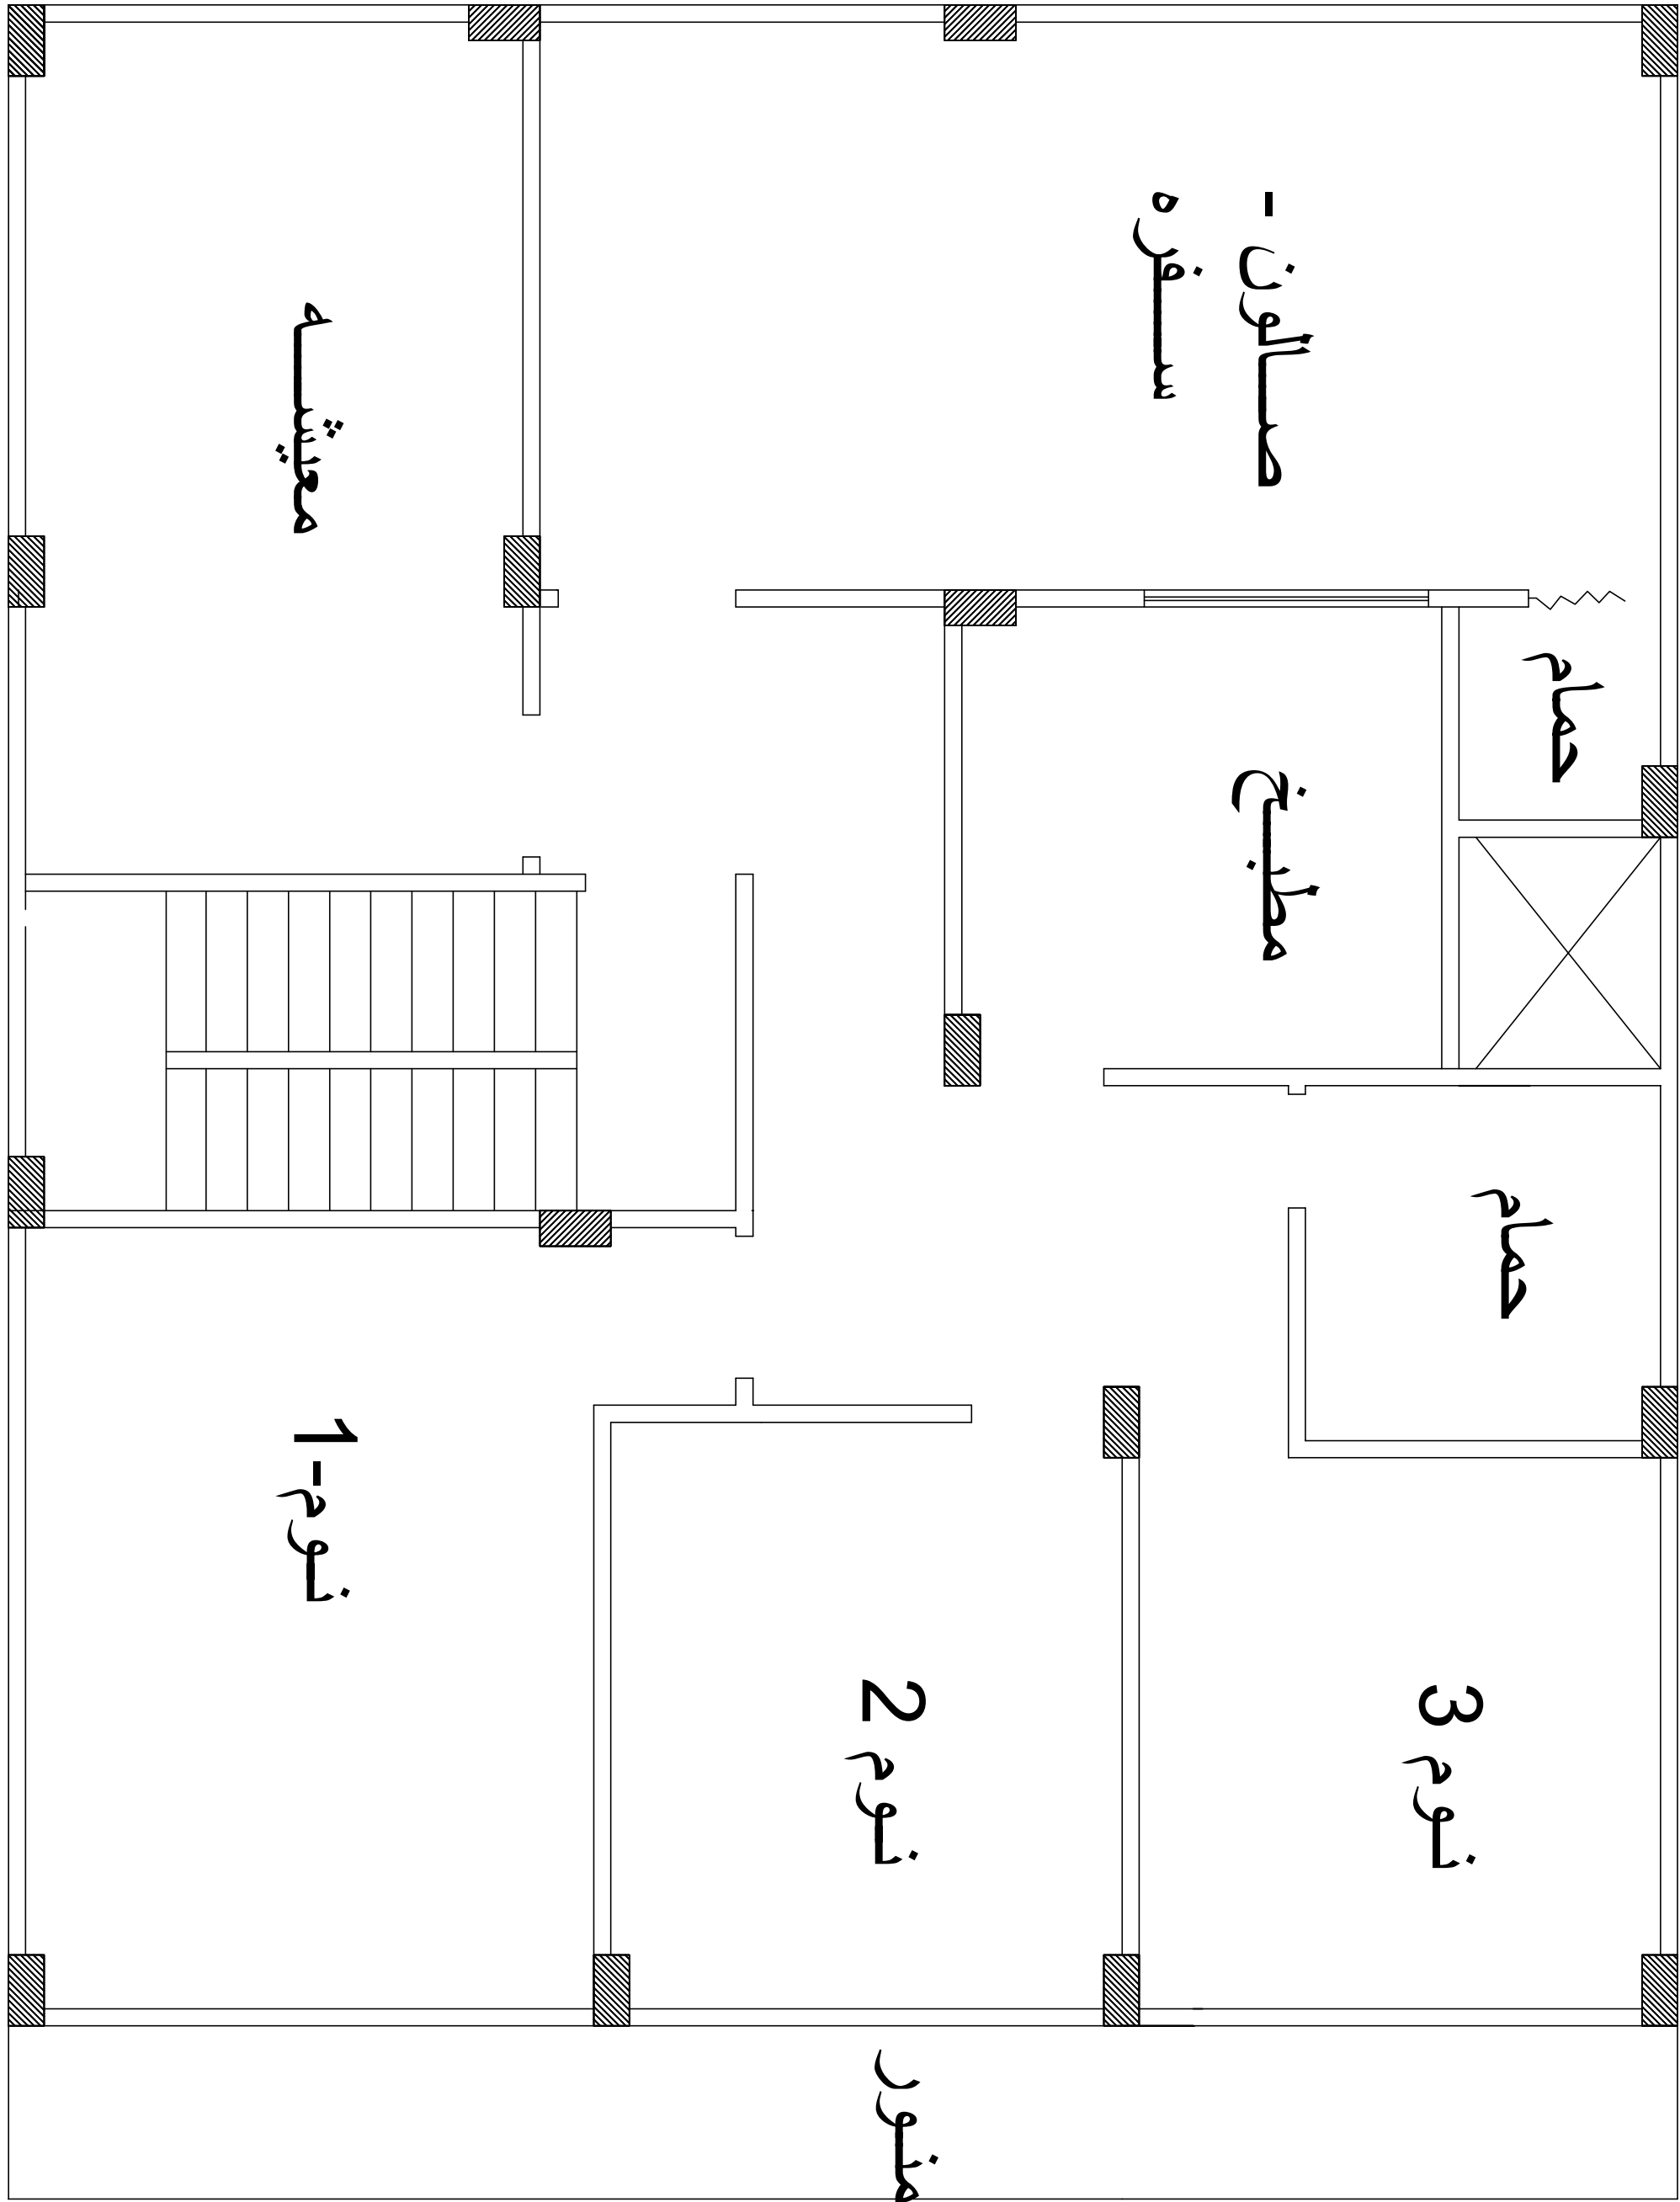 صالون -
سفره
معيشه
حمام
مطبخ
حمام
نوم-1
نوم 2
نوم 3
منور